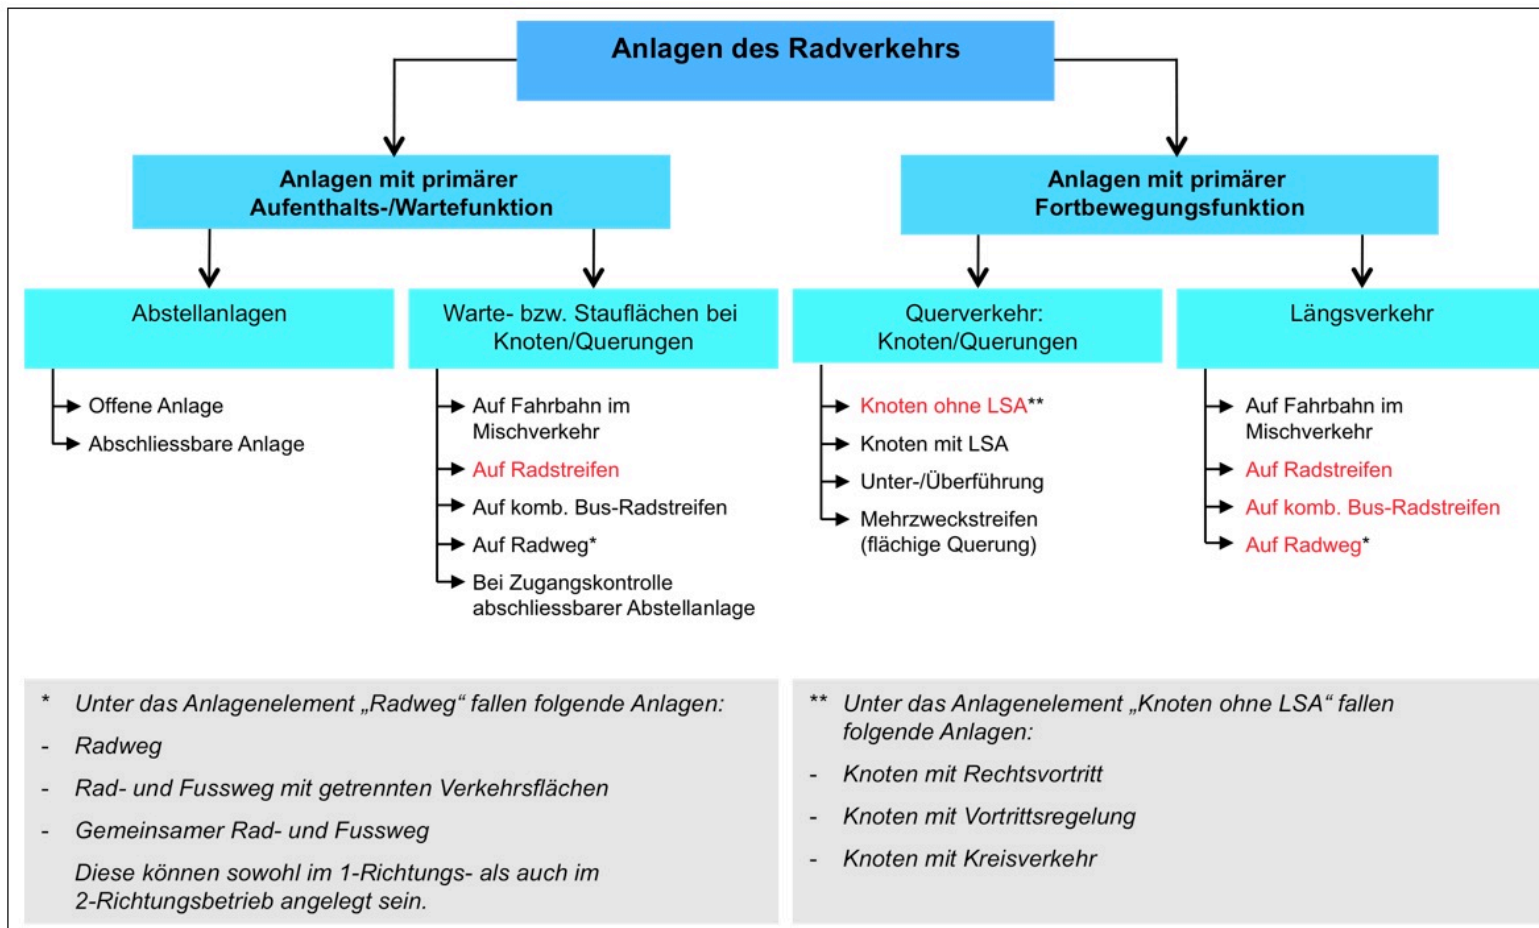 Anlagen des Radverkehrs
Anlagen mit primärer
Aufenthalts-/Wartefunktion
Anlagen mit primärer
Fortbewegungsfunktion
Abstellanlagen
Offene Anlage
Abschliessbare Anlage
Warte- bzw. Stauflächen bei
Knoten/Querungen
Auf Fahrbahn im
Mischverkehr
Auf Radstreifen
Auf komb. Bus-Radstreifen
Auf Radweg*
Bei Zugangskontrolle
abschliessbarer Abstellanlage
Querverkehr:
Knoten/Querungen
Knoten ohne LSA**
Knoten mit LSA
Unter-/Überführung
Mehrzweckstreifen
(flächige Querung)
Längsverkehr
Auf Fahrbahn im
Mischverkehr
Auf Radstreifen
Auf komb. Bus-Radstreifen
Auf Radweg*
* Unter das Anlagenelement „Radweg“ fallen folgende Anlagen:
- Radweg
- Rad- und Fussweg mit getrennten Verkehrsflächen
- Gemeinsamer Rad- und Fussweg
Diese können sowohl im 1-Richtungs- als auch im
2-Richtungsbetrieb angelegt sein.
** Unter das Anlagenelement „Knoten ohne LSA“ fallen
folgende Anlagen:
- Knoten mit Rechtsvortritt
- Knoten mit Vortrittsregelung
- Knoten mit Kreisverkehr